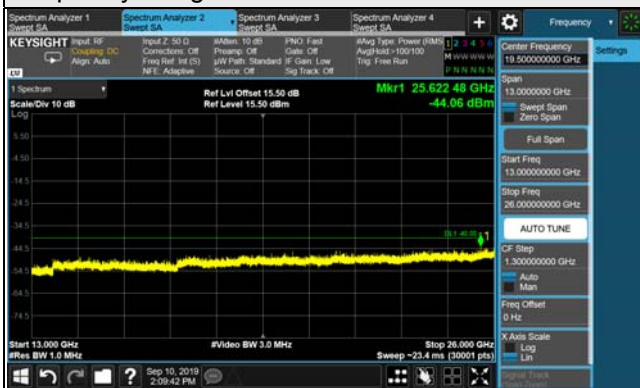 Spectrum Analyzer 1
Swept SA
Spectrum Analyzer 2
Swept SA
Spectrum Analyzer 3
Swept SA
Spectrum Analyzer 4
Swept SA
+
Frequency
KEYSIGHT
Input: RF
Coupling: DC
Align: Auto
Input Z: 50 Ω
Corrections: Off
Freq Ref: Int (S)
NFE: Adaptive
#Atten: 10 dB
Preamp: Off
µW Path: Standard
Source: Off
PNO: Fast
Gate: Off
IF Gain: Low
Sig Track: Off
#Avg Type: Power (RMS)
Avg|Hold:>100/100
Trig: Free Run
1 2 3 4 5 6
M W W W W W
P N N N N N
LXI
1 Spectrum
Scale/Div 10 dB
Log
Ref Lvl Offset 15.50 dB
Ref Level 15.50 dBm
Mkr1 25.622 48 GHz
-44.06 dBm
5.50
-4.50
-14.5
-24.5
-34.5
-44.5
-54.5
-64.5
-74.5
DL1 -40.00
1
Start 13.000 GHz
#Res BW 1.0 MHz
#Video BW 3.0 MHz
Stop 26.000 GHz
Sweep ~23.4 ms (30001 pts)
Center Frequency
19.500000000 GHz
Settings
Span
13.0000000 GHz
Swept Span
Zero Span
Full Span
Start Freq
13.000000000 GHz
Stop Freq
26.000000000 GHz
AUTO TUNE
CF Step
1.300000000 GHz
Auto
Man
Freq Offset
0 Hz
X Axis Scale
Log
Lin
Signal Track
?
Sep 10, 2019
2:09:42 PM